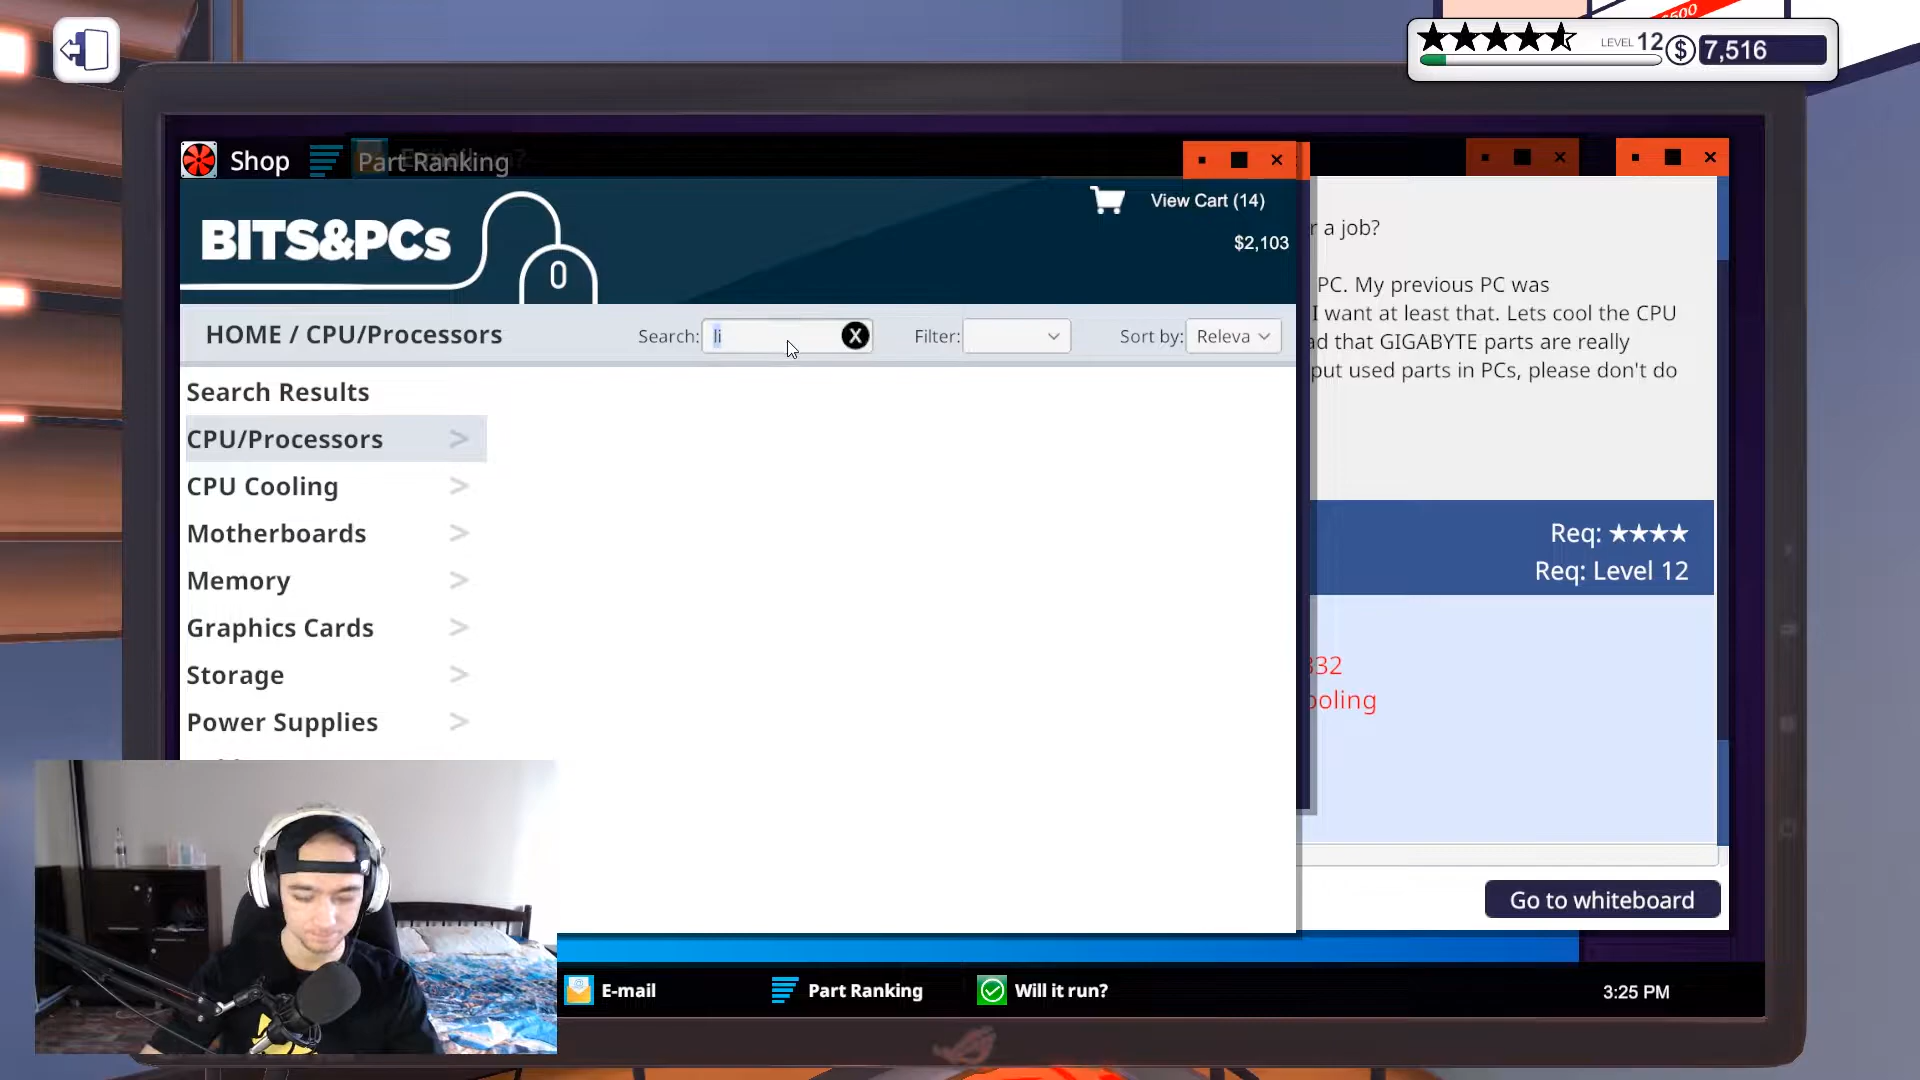 $500
LEVEL 12 $ 7,516
Shop Part Ranking
View Cart (14)
BITS&PCs
$2,103
HOME / CPU/Processors Search: li X Filter: Sort by: Releva
Search Results
CPU/Processors >
CPU Cooling >
Motherboards >
Memory >
Graphics Cards >
Storage >
Power Supplies >
a job?
PC. My previous PC was
I want at least that. Lets cool the CPU
that GIGABYTE parts are really
put used parts in PCs, please don't do
Req: ★★★★
Req: Level 12
332
Go to whiteboard
E-mail Part Ranking Will it run? 3:25 PM